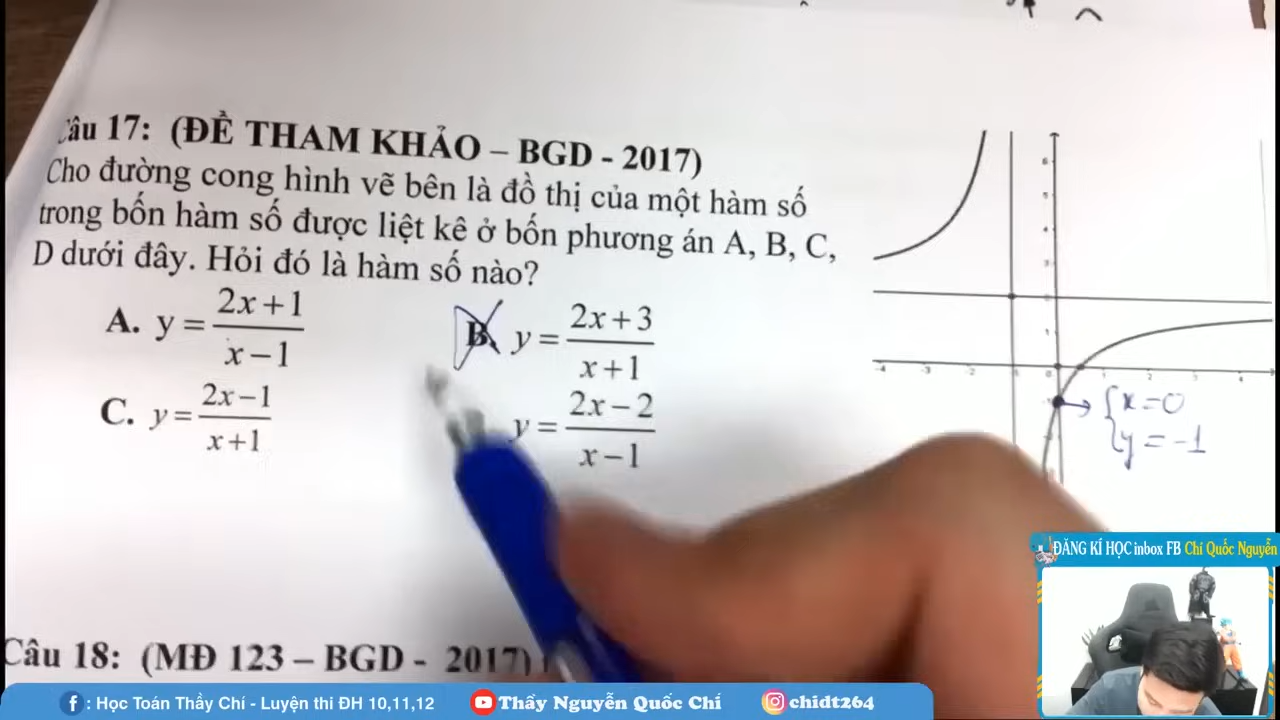 Câu 17: (ĐỀ THAM KHẢO – BGD - 2017)
Cho đường cong hình vẽ bên là đồ thị của một hàm số
trong bốn hàm số được liệt kê ở bốn phương án A, B, C,
D dưới đây. Hỏi đó là hàm số nào?
A. y = (2x+1)/(x−1)
B. y = (2x+3)/(x+1)
C. y = (2x−1)/(x+1)
y = (2x−2)/(x−1)
{x=0
{y=-1
Câu 18: (MĐ 123 – BGD - 2017)
ĐĂNG KÍ HỌC inbox FB Chí Quốc Nguyễn
: Học Toán Thầy Chí - Luyện thi ĐH 10,11,12
Thầy Nguyễn Quốc Chí
chidt264